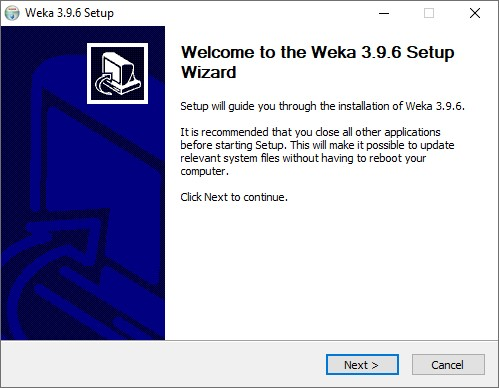 Weka 3.9.6 Setup
Welcome to the Weka 3.9.6 Setup
Wizard
Setup will guide you through the installation of Weka 3.9.6.
It is recommended that you close all other applications
before starting Setup. This will make it possible to update
relevant system files without having to reboot your
computer.
Click Next to continue.
Next >
Cancel